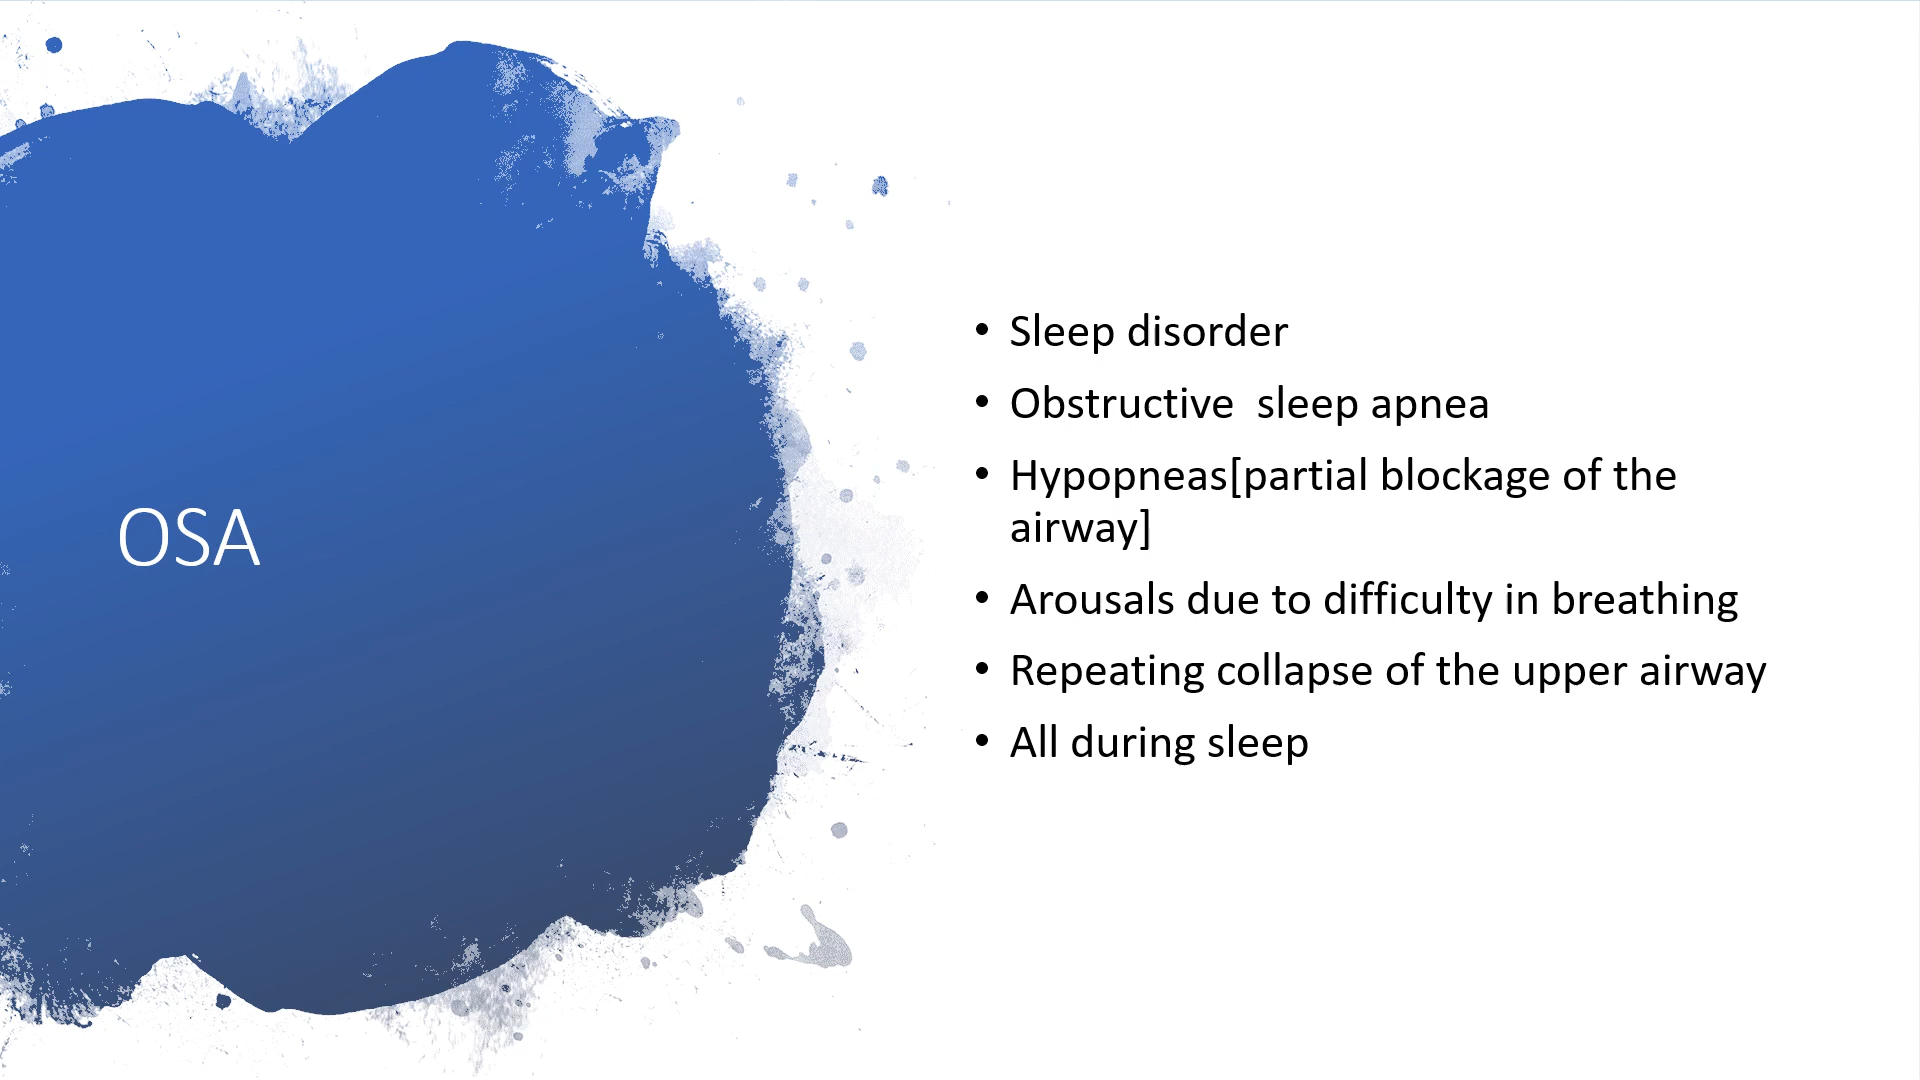 OSA
• Sleep disorder
• Obstructive  sleep apnea
• Hypopneas[partial blockage of the
airway]
• Arousals due to difficulty in breathing
• Repeating collapse of the upper airway
• All during sleep